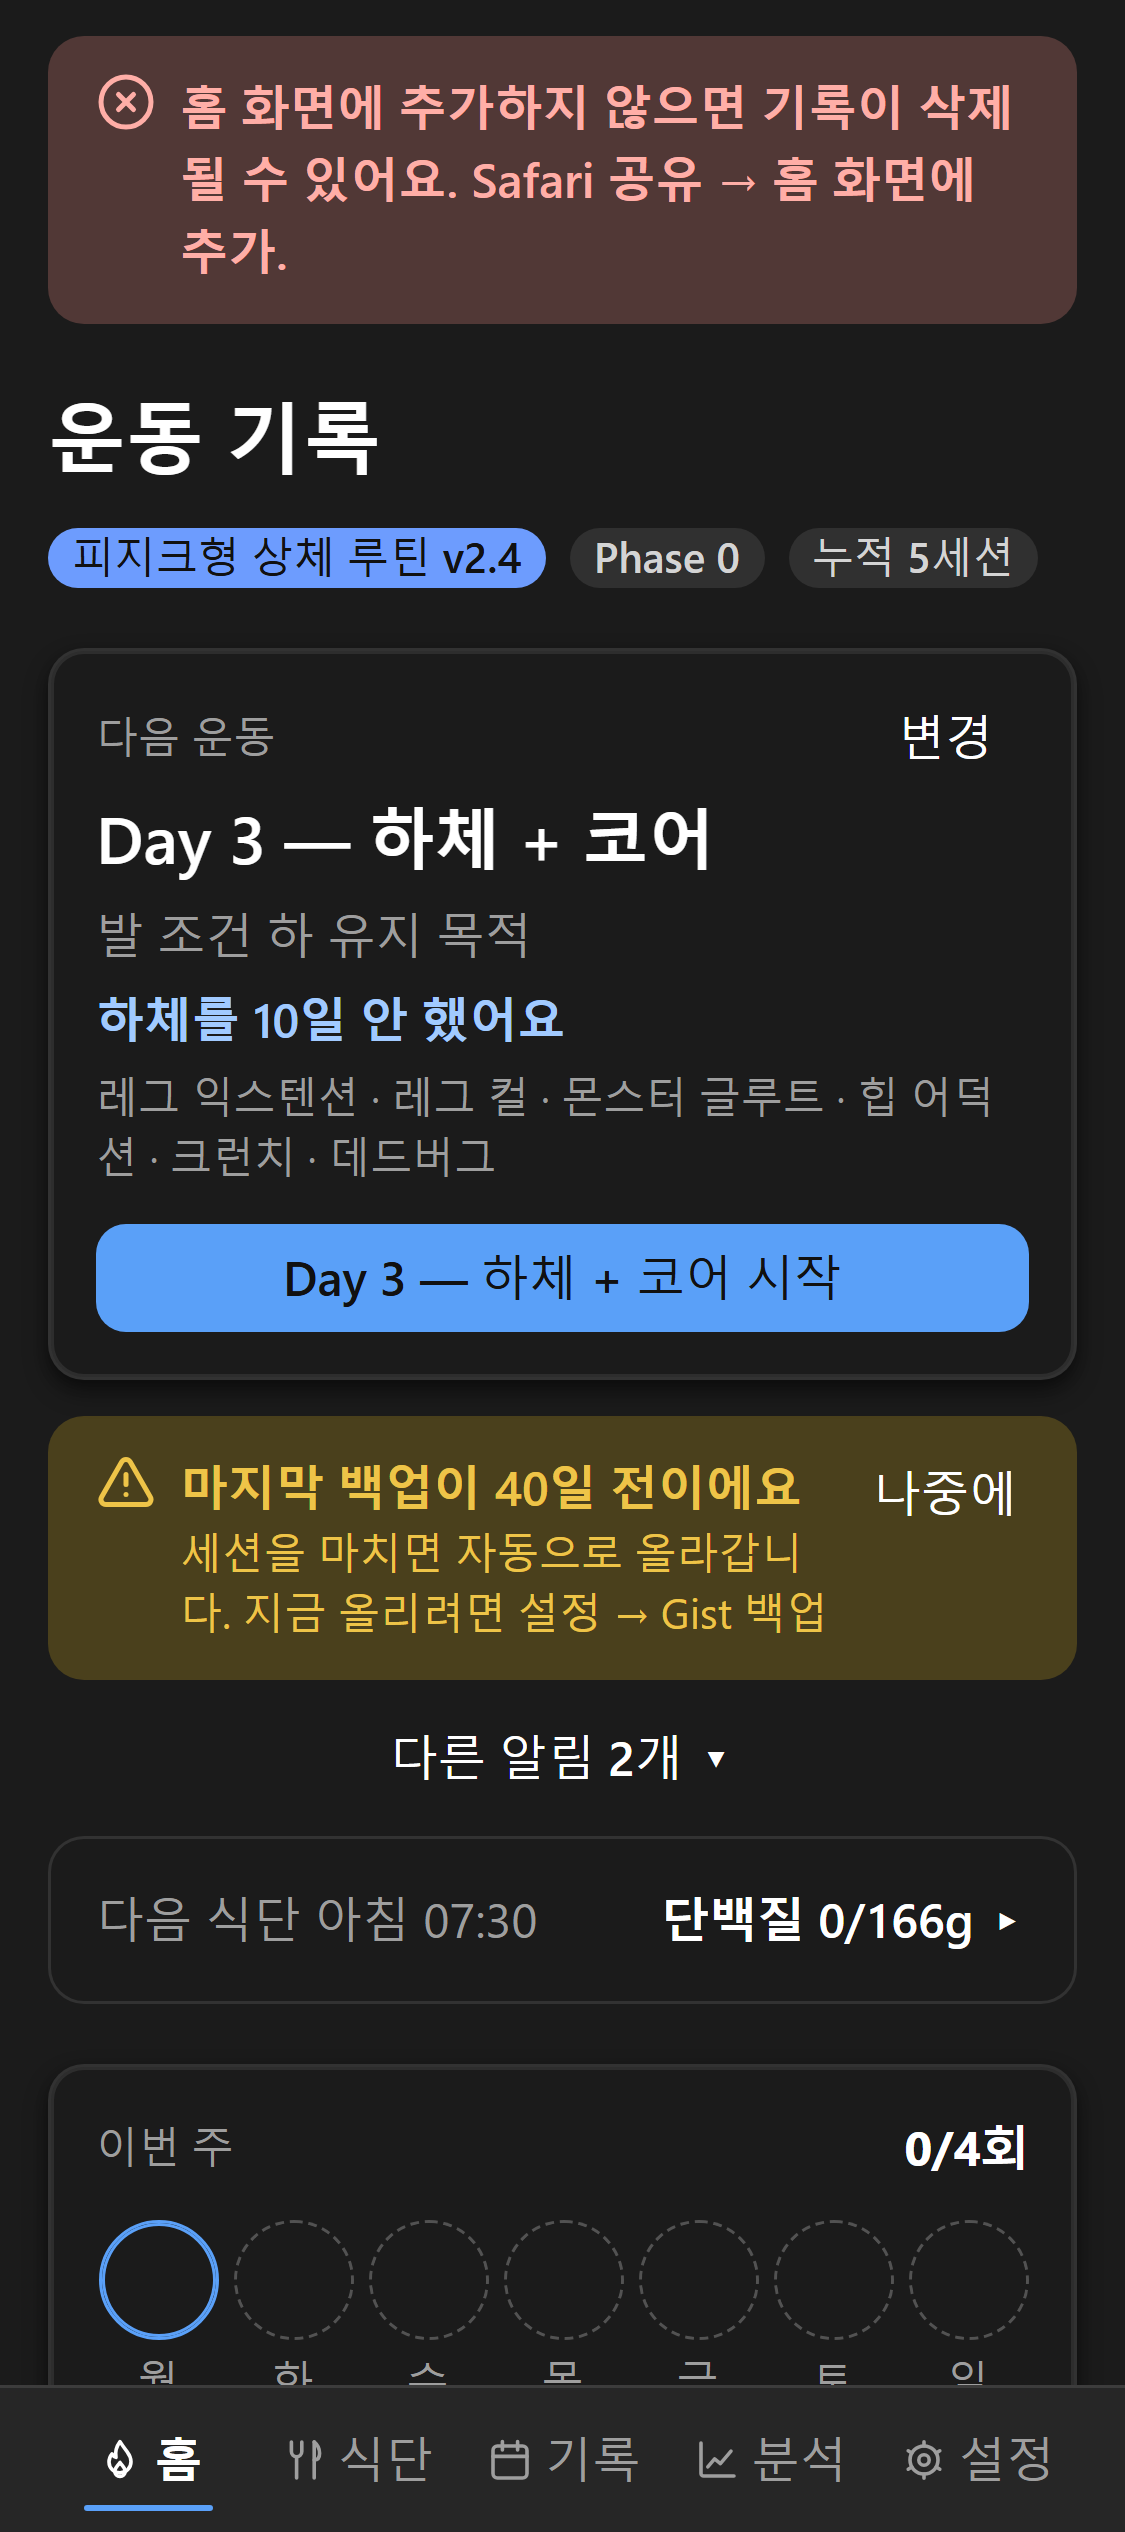 홈 화면에 추가하지 않으면 기록이 삭제
될 수 있어요. Safari 공유 → 홈 화면에
추가.
운동 기록
피지크형 상체 루틴 v2.4
Phase 0
누적 5세션
다음 운동
변경
Day 3 — 하체 + 코어
발 조건 하 유지 목적
하체를 10일 안 했어요
레그 익스텐션 · 레그 컬 · 몬스터 글루트 · 힙 어덕
션 · 크런치 · 데드버그
Day 3 — 하체 + 코어 시작
마지막 백업이 40일 전이에요
나중에
세션을 마치면 자동으로 올라갑니
다. 지금 올리려면 설정 → Gist 백업
다른 알림 2개 ▼
다음 식단 아침 07:30
단백질 0/166g ▶
이번 주
0/4회
월 화 수 목 금 토 일
홈 식단 기록 분석 설정